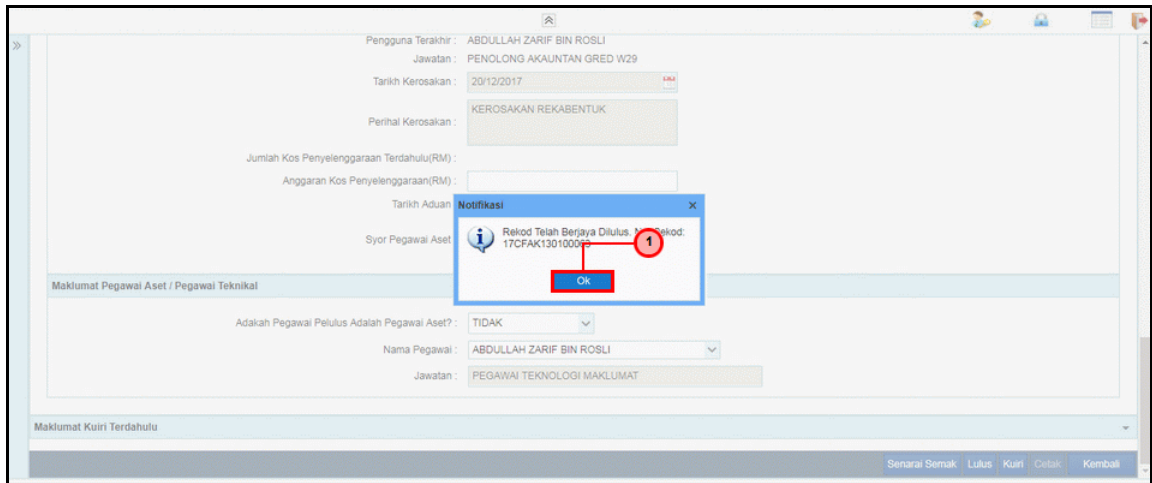 Pengguna Terakhir : ABDULLAH ZARIF BIN ROSLI
Jawatan : PENOLONG AKAUNTAN GRED W29
Tarikh Kerosakan : 20/12/2017
Perihal Kerosakan : KEROSAKAN REKABENTUK
Jumlah Kos Penyelenggaraan Terdahulu(RM) :
Anggaran Kos Penyelenggaraan(RM) :
Tarikh Aduan
Syor Pegawai Aset
Notifikasi
Rekod Telah Berjaya Dilulus.
17CFAK1301000
1
Ok
Maklumat Pegawai Aset / Pegawai Teknikal
Adakah Pegawai Pelulus Adalah Pegawai Aset? : TIDAK
Nama Pegawai : ABDULLAH ZARIF BIN ROSLI
Jawatan : PEGAWAI TEKNOLOGI MAKLUMAT
Maklumat Kuiri Terdahulu
Senarai Semak Lulus Kuiri Cetak Kembali